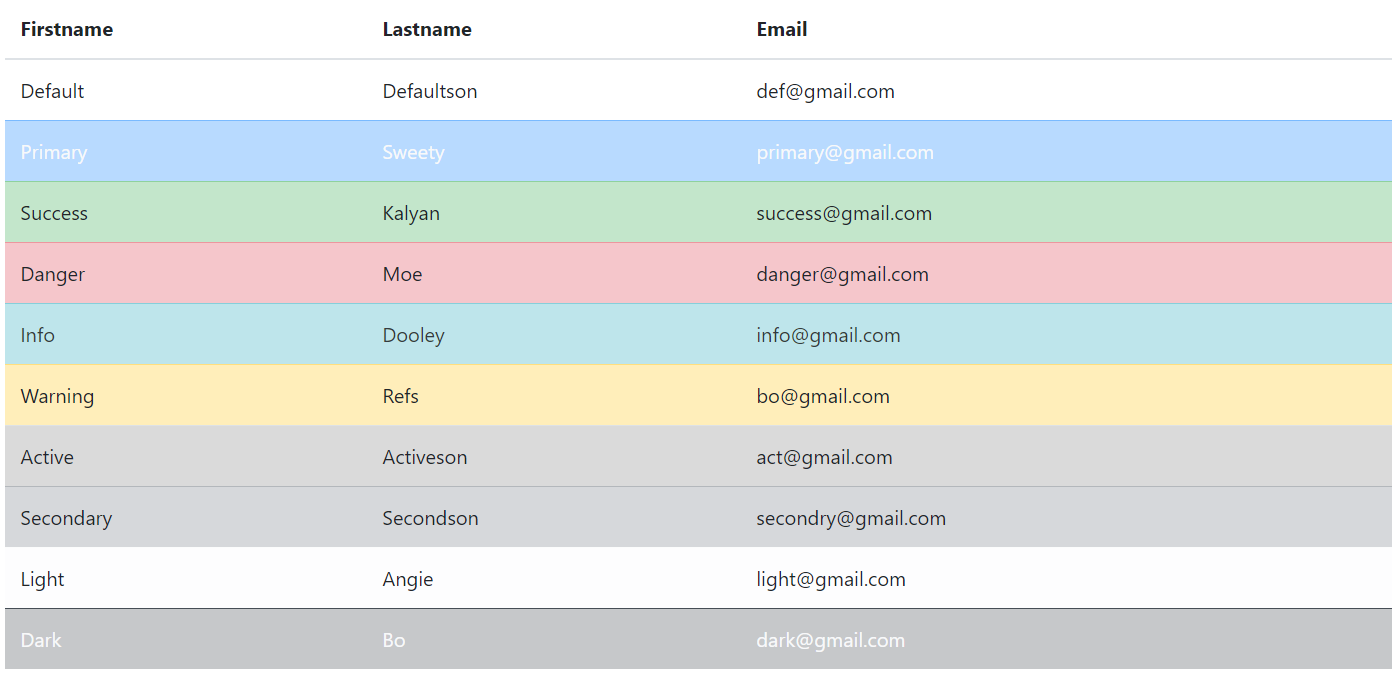 Firstname Lastname Email
Default Defaultson def@gmail.com
Primary Sweety primary@gmail.com
Success Kalyan success@gmail.com
Danger Moe danger@gmail.com
Info Dooley info@gmail.com
Warning Refs bo@gmail.com
Active Activeson act@gmail.com
Secondary Secondson secondry@gmail.com
Light Angie light@gmail.com
Dark Bo dark@gmail.com